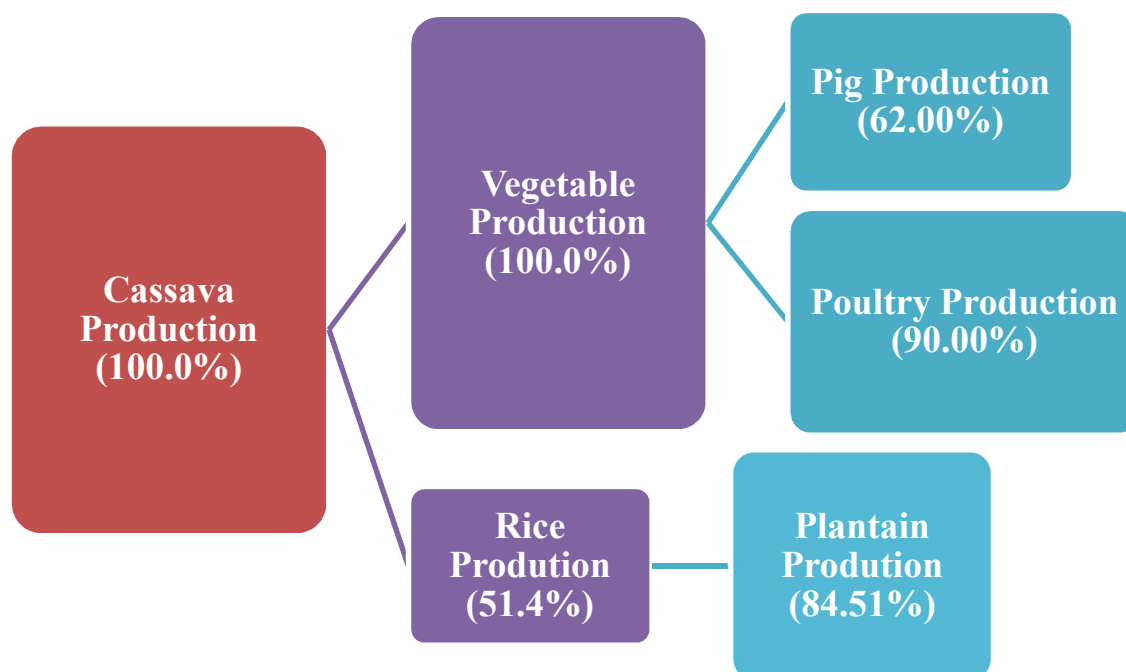 Cassava
Production
(100.0%)
Vegetable
Production
(100.0%)
Pig Production
(62.00%)
Poultry Production
(90.00%)
Rice
Prodution
(51.4%)
Plantain
Prodution
(84.51%)